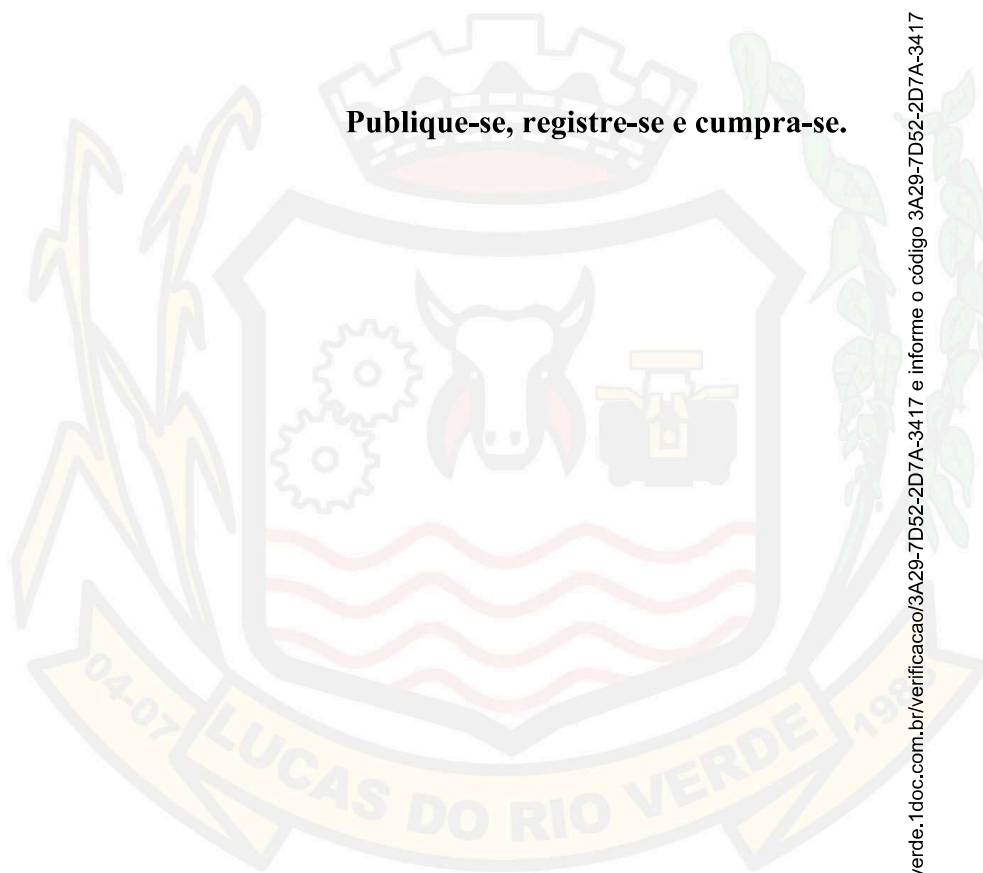 Publique-se, registre-se e cumpra-se.
verde.1doc.com.br/verificacao/3A29-7D52-2D7A-3417 e informe o código 3A29-7D52-2D7A-3417
04-07
LUCAS DO RIO VERDE